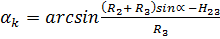 α_k = arcsin ((R_2 + R_3) sin ∝ − H_23) / R_3